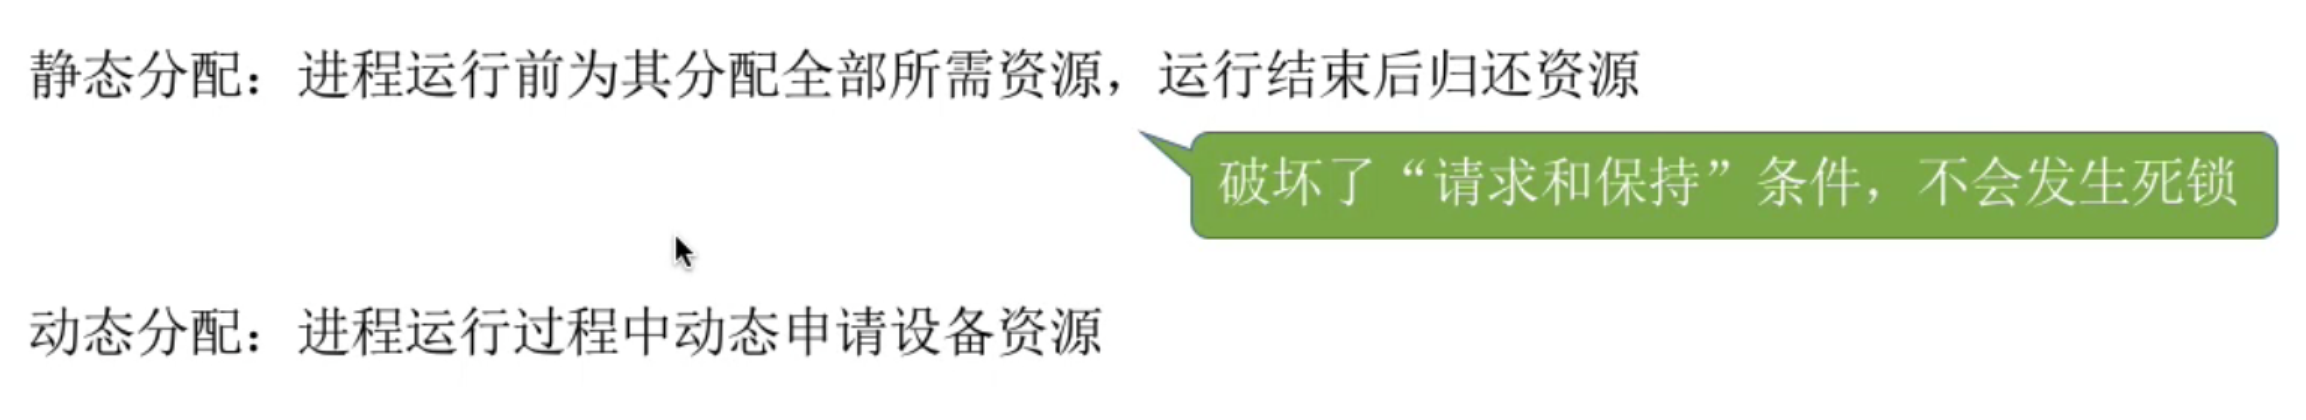 静态分配：进程运行前为其分配全部所需资源，运行结束后归还资源
破坏了“请求和保持”条件，不会发生死锁
动态分配：进程运行过程中动态申请设备资源